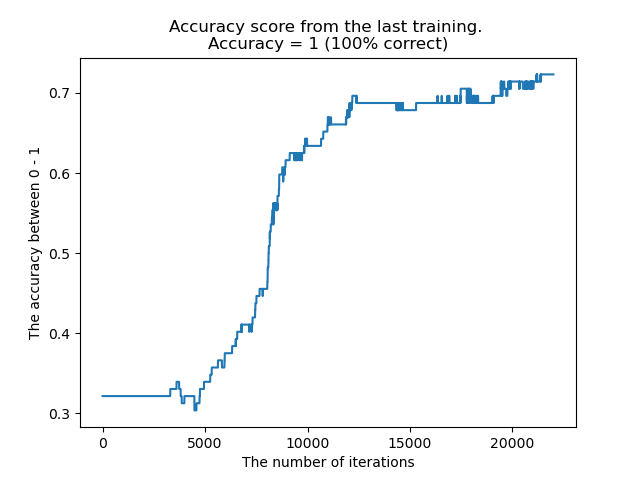 Accuracy score from the last training.
Accuracy = 1 (100% correct)
0.7
0.6
0.5
0.4
0.3
The accuracy between 0 - 1
0
5000
10000
15000
20000
The number of iterations